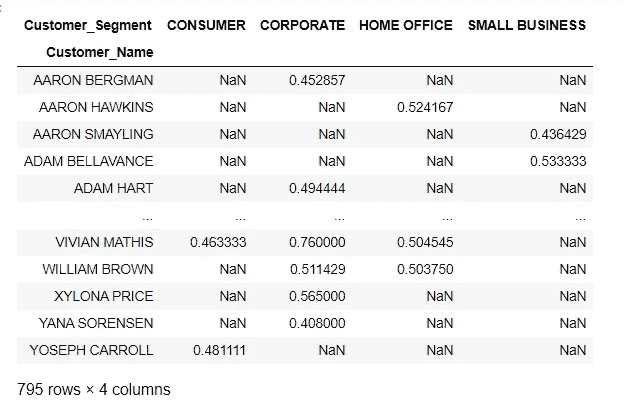 Customer_Segment CONSUMER CORPORATE HOME OFFICE SMALL BUSINESS
Customer_Name
AARON BERGMAN NaN 0.452857 NaN NaN
AARON HAWKINS NaN NaN 0.524167 NaN
AARON SMAYLING NaN NaN NaN 0.436429
ADAM BELLAVANCE NaN NaN NaN 0.533333
ADAM HART NaN 0.494444 NaN NaN
... ... ... ... ...
VIVIAN MATHIS 0.463333 0.760000 0.504545 NaN
WILLIAM BROWN NaN 0.511429 0.503750 NaN
XYLONA PRICE NaN 0.565000 NaN NaN
YANA SORENSEN NaN 0.408000 NaN NaN
YOSEPH CARROLL 0.481111 NaN NaN NaN
795 rows × 4 columns